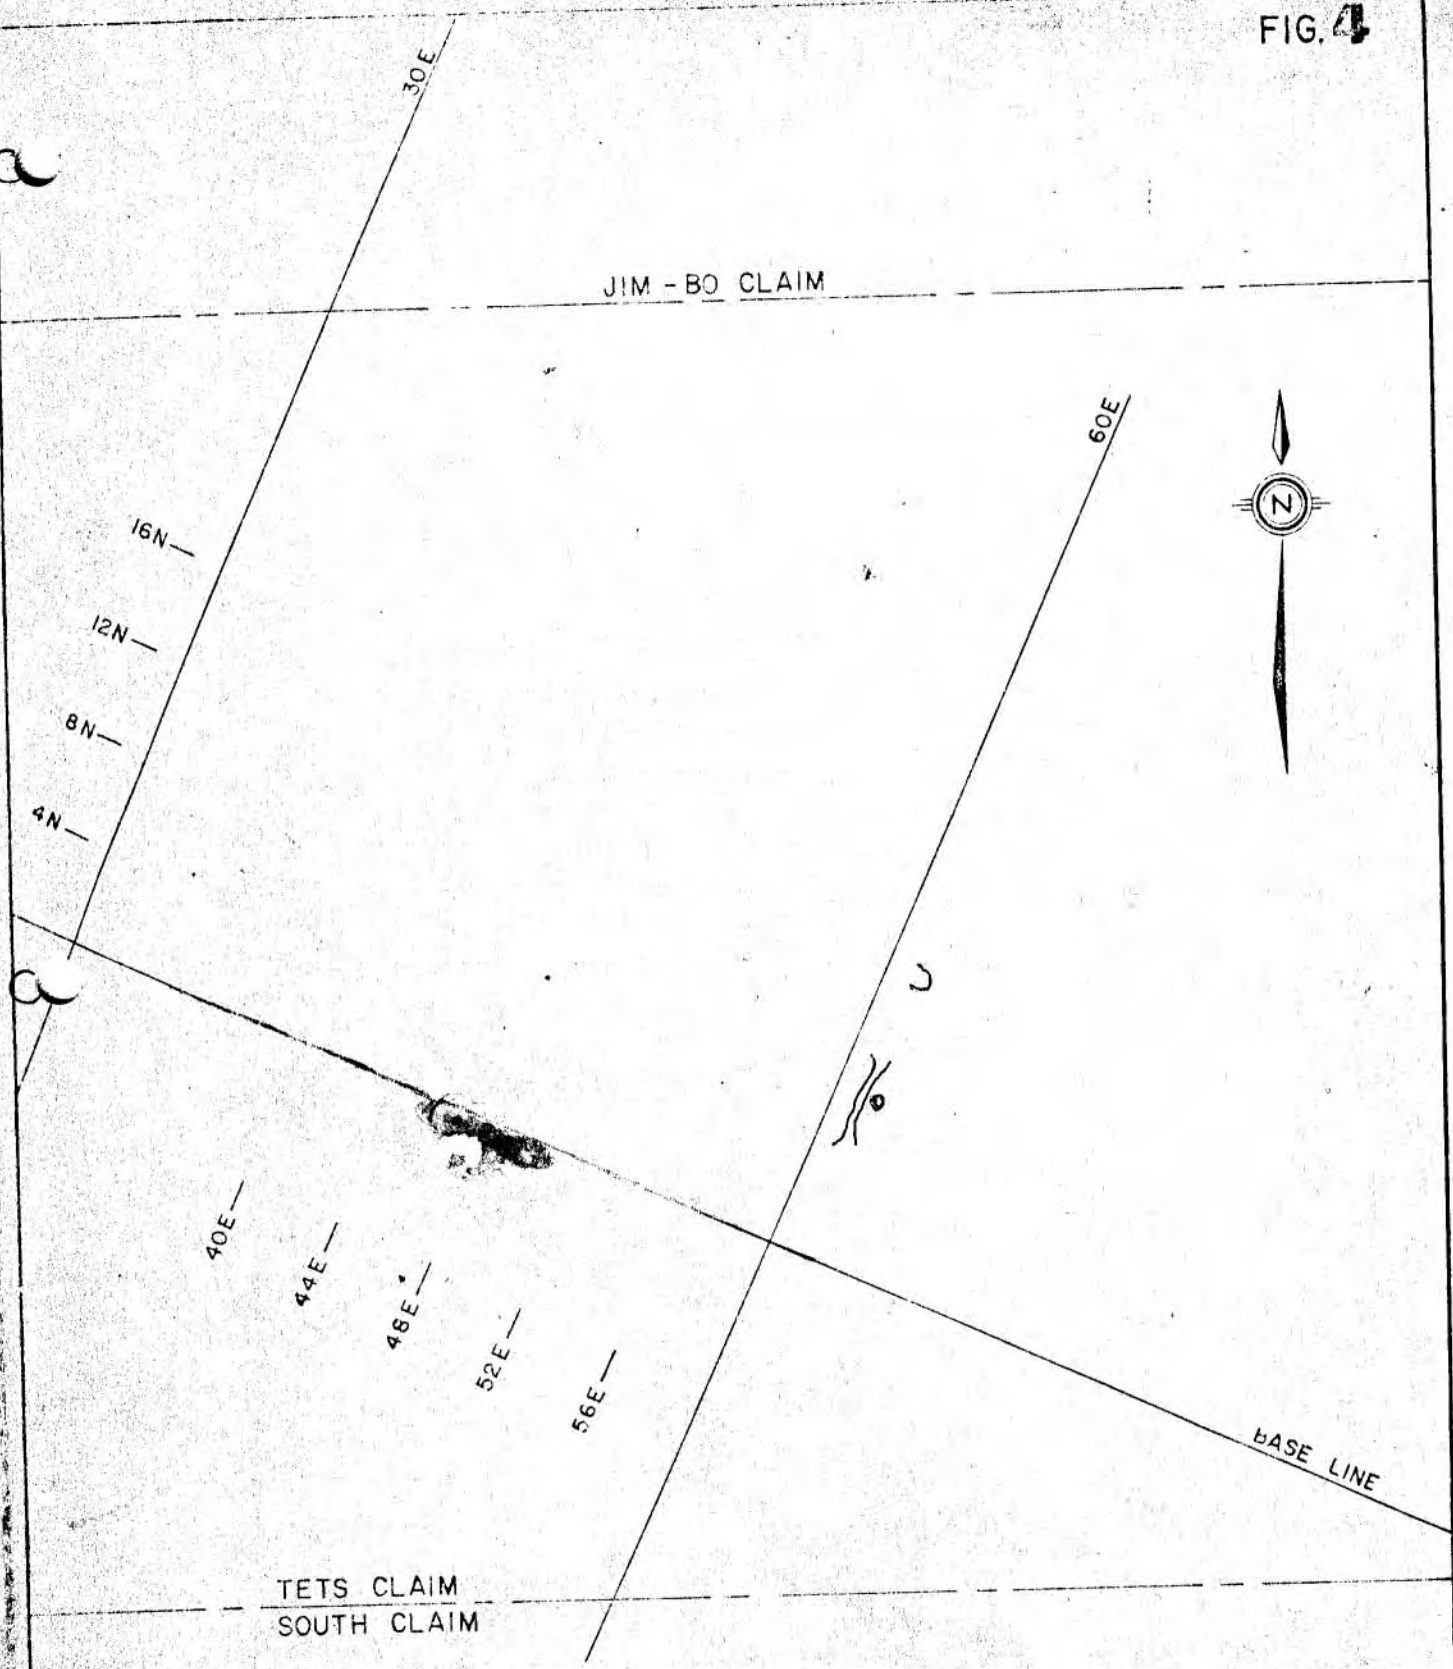 FIG. 4
30E
JIM - BO CLAIM
60E
N
16N
12N
8N
4N
40E
44E
48E
52E
56E
BASE LINE
TETS CLAIM
SOUTH CLAIM